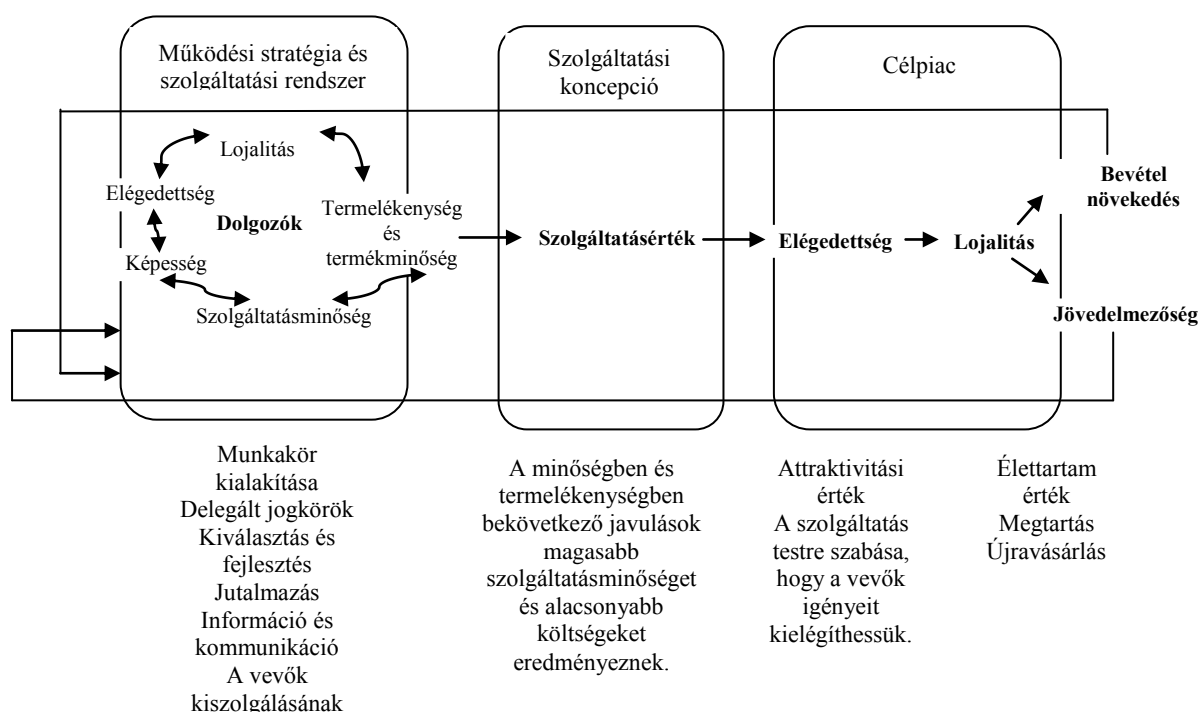 Működési stratégia és
szolgáltatási rendszer
Szolgáltatási
koncepció
Célpiac
Lojalitás
Elégedettség
Dolgozók
Termelékenység
és
termékminőség
Képesség
Szolgáltatásminőség
Szolgáltatásérték
Elégedettség
Lojalitás
Bevétel
növekedés
Jövedelmezőség
Munkakör
kialakítása
Delegált jogkörök
Kiválasztás és
fejlesztés
Jutalmazás
Információ és
kommunikáció
A vevők
kiszolgálásának
A minőségben és
termelékenységben
bekövetkező javulások
magasabb
szolgáltatásminőséget
és alacsonyabb
költségeket
eredményeznek.
Attraktivitási
érték
A szolgáltatás
testre szabása,
hogy a vevők
igényeit
kielégíthessük.
Élettartam
érték
Megtartás
Újravásárlás